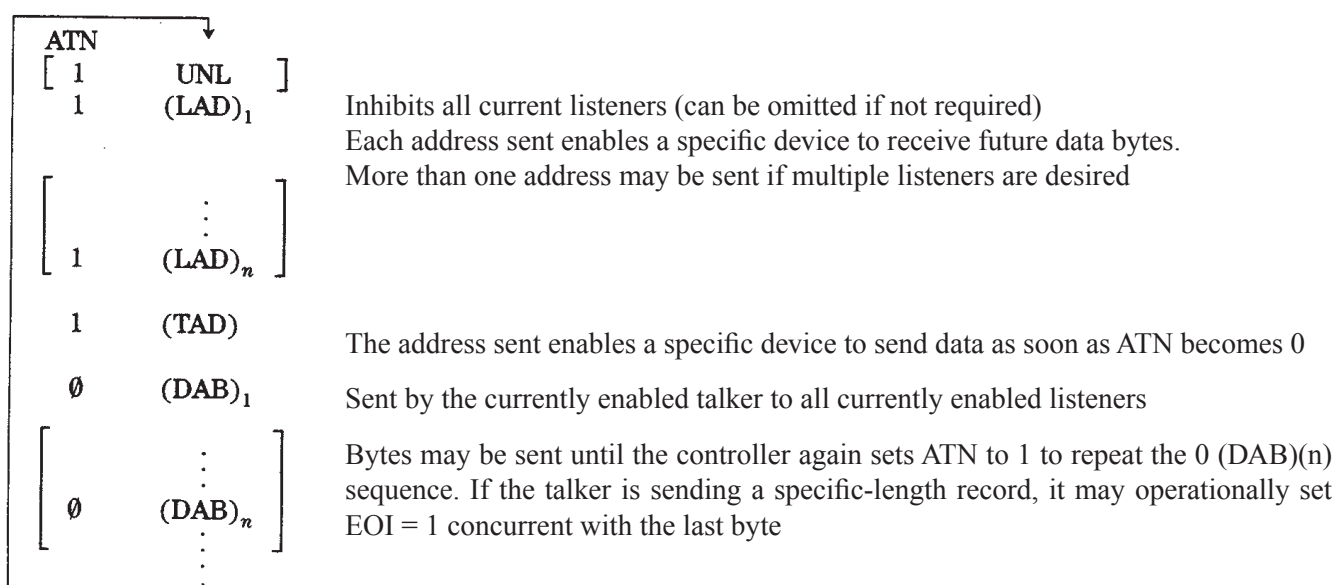 ATN
[ 1 UNL ]
1 (LAD)₁ Inhibits all current listeners (can be omitted if not required)
Each address sent enables a specific device to receive future data bytes.
More than one address may be sent if multiple listeners are desired
[ ⋮
1 (LAD)ₙ ]
1 (TAD)
The address sent enables a specific device to send data as soon as ATN becomes 0
Ø (DAB)₁ Sent by the currently enabled talker to all currently enabled listeners
[ ⋮ Bytes may be sent until the controller again sets ATN to 1 to repeat the 0 (DAB)(n)
Ø (DAB)ₙ ] sequence. If the talker is sending a specific-length record, it may operationally set
EOI = 1 concurrent with the last byte
⋮